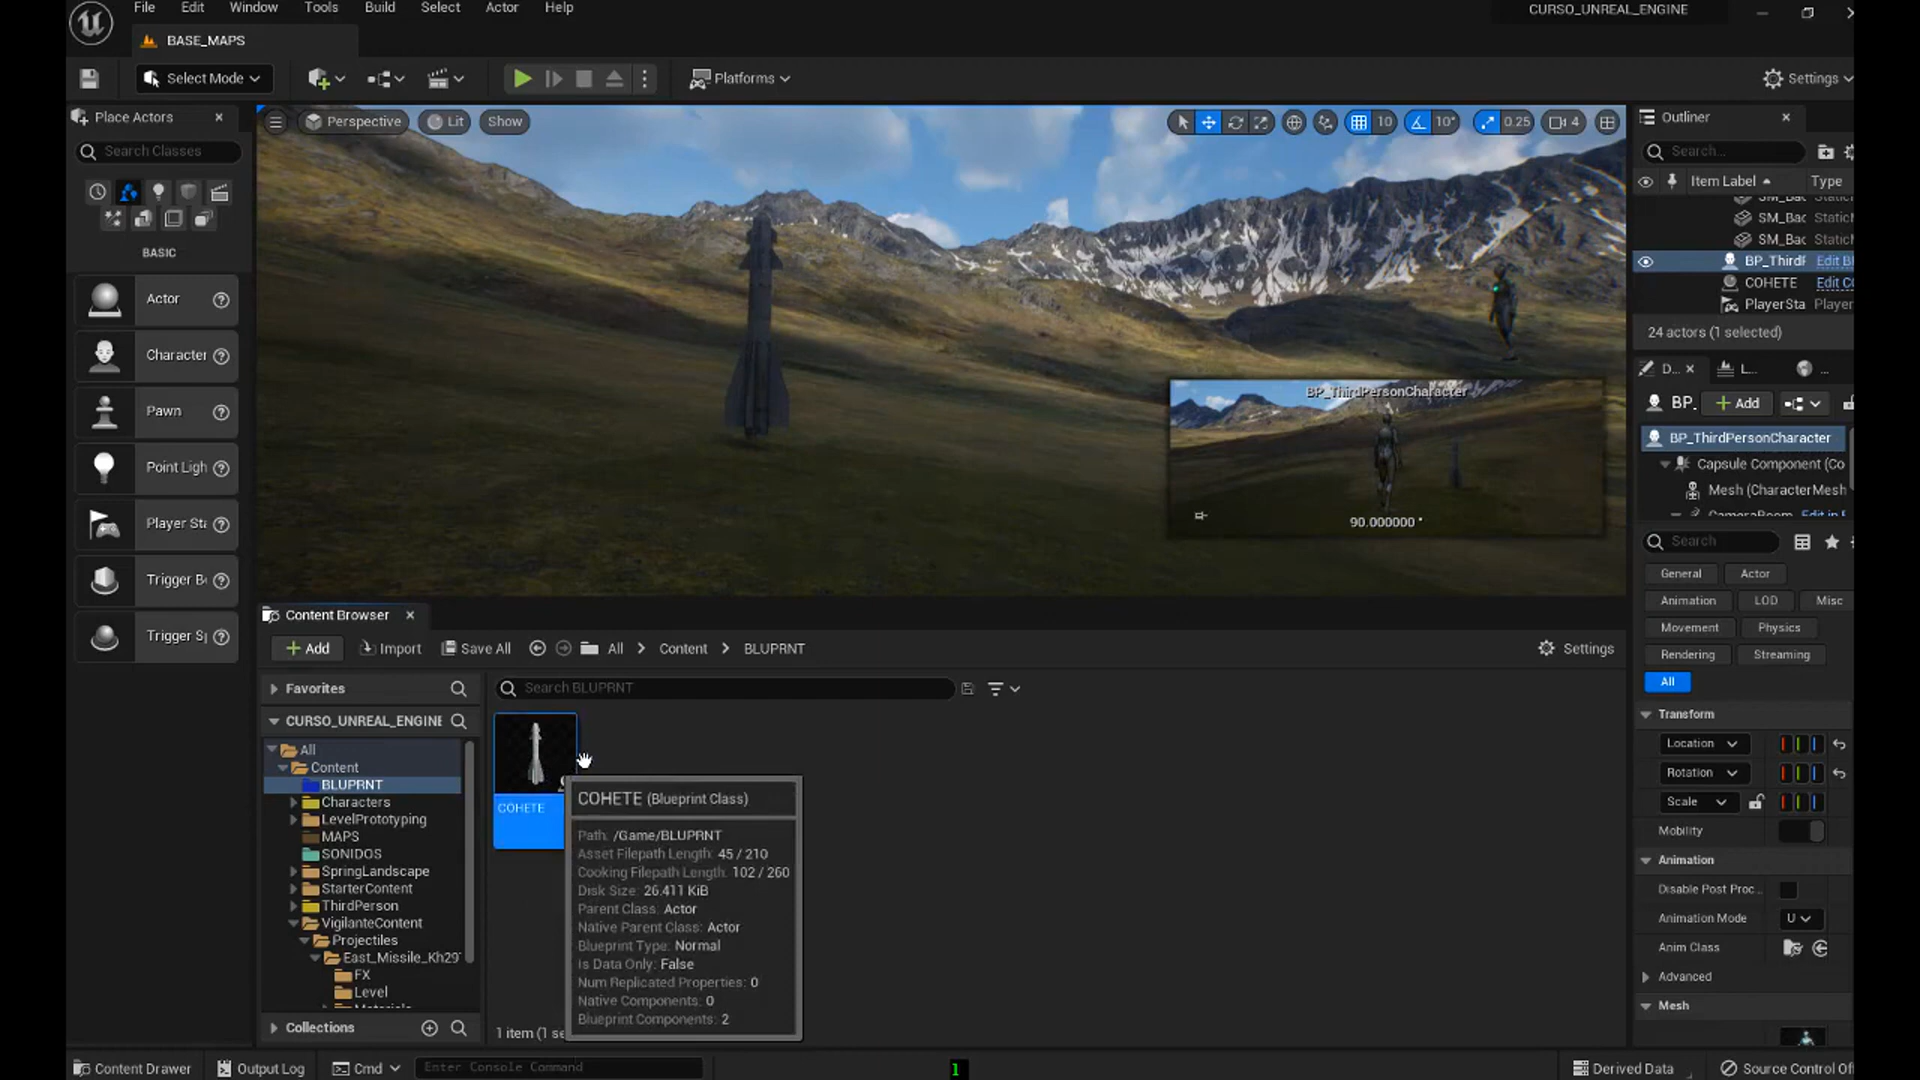 File Edit Window Tools Build Select Actor Help
CURSO_UNREAL_ENGINE
BASE_MAPS
Select Mode
Platforms
Settings
Place Actors
Search Classes
BASIC
Actor
Character
Pawn
Point Ligh
Player Sta
Trigger B
Trigger S
Perspective
Lit
Show
10
10°
0.25
4
BP_ThirdPersonCharacter
90.000000 °
Outliner
Search...
Item Label
Type
SM_Bac Static
SM_Bac StaticM
BP_Third Edit B
COHETE Edit CO
PlayerSta Player
24 actors (1 selected)
D...
L...
...
BP_
Add
BP_ThirdPersonCharacter
Capsule Component (Co
Mesh (CharacterMesh
Search
General
Actor
Animation
LOD
Misc
Movement
Physics
Rendering
Streaming
All
Transform
Location
Rotation
Scale
Mobility
Animation
Disable Post Proc...
Animation Mode
U
Anim Class
Advanced
Mesh
Content Browser
Add
Import
Save All
All
Content
BLUPRNT
Settings
Favorites
CURSO_UNREAL_ENGINE
All
Content
BLUPRNT
Characters
LevelPrototyping
MAPS
SONIDOS
SpringLandscape
StarterContent
ThirdPerson
VigilanteContent
Projectiles
East_Missile_Kh29
FX
Level
Collections
Search BLUPRNT
COHETE
COHETE (Blueprint Class)
Path: /Game/BLUPRNT
Asset Filepath Length: 45 / 210
Cooking Filepath Length: 102 / 260
Disk Size: 26.411 KiB
Parent Class: Actor
Native Parent Class: Actor
Blueprint Type: Normal
Is Data Only: False
Num Replicated Properties: 0
Native Components: 0
Blueprint Components: 2
1 item (1 se
Content Drawer
Output Log
Cmd
Enter Console Command
1
Derived Data
Source Control Of